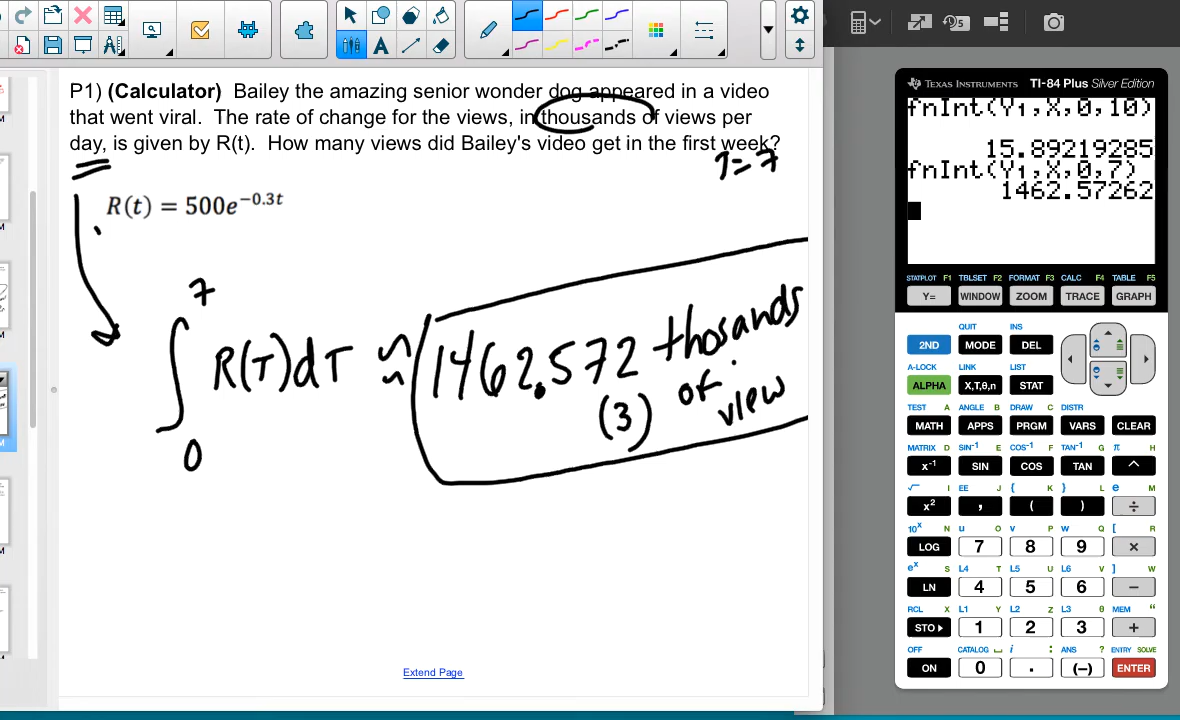 P1) (Calculator) Bailey the amazing senior wonder dog appeared in a video
that went viral. The rate of change for the views, in thousands of views per
day, is given by R(t). How many views did Bailey's video get in the first week?
T=7
R(t) = 500e^{-0.3t}
7
∫ R(T)dT ≈ 1462.572 thosands
(3) of
view
0
Extend Page
TEXAS INSTRUMENTS TI-84 Plus Silver Edition
fnInt(Y₁,X,0,10)
15.89219285
fnInt(Y₁,X,0,7)
1462.57262
STATPLOT F1 TBLSET F2 FORMAT F3 CALC F4 TABLE F5
Y= WINDOW ZOOM TRACE GRAPH
QUIT INS
2ND MODE DEL
A-LOCK LINK LIST
ALPHA X,T,θ,n STAT
TEST A ANGLE B DRAW C DISTR
MATH APPS PRGM VARS CLEAR
MATRIX D SIN⁻¹ E COS⁻¹ F TAN⁻¹ G π H
x⁻¹ SIN COS TAN ^
√ I EE J { K } L e M
x² , ( ) ÷
10ˣ N u O v P w Q [ R
LOG 7 8 9 ×
eˣ S L4 T L5 U L6 V ] W
LN 4 5 6 −
RCL X L1 Y L2 Z L3 θ MEM "
STO▸ 1 2 3 +
OFF CATALOG i : ANS ? ENTRY SOLVE
ON 0 . (−) ENTER